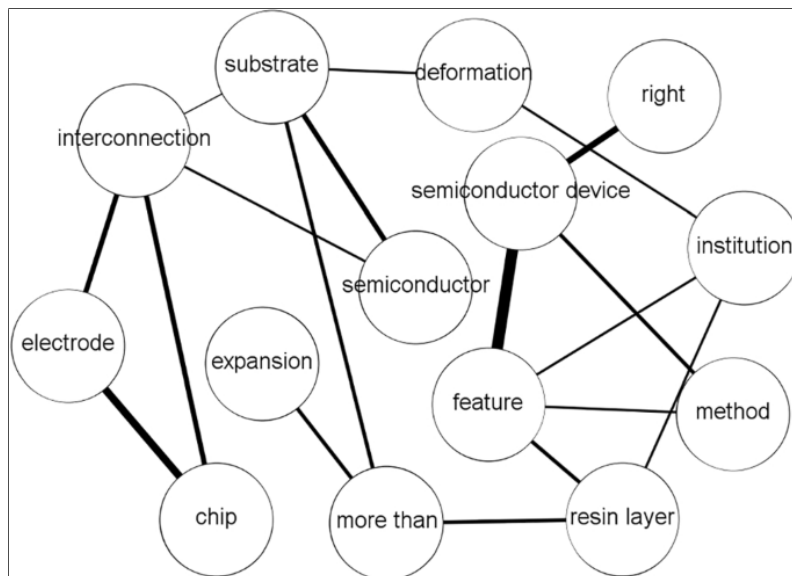 substrate
deformation
right
interconnection
semiconductor device
institution
semiconductor
electrode
expansion
feature
method
chip
more than
resin layer